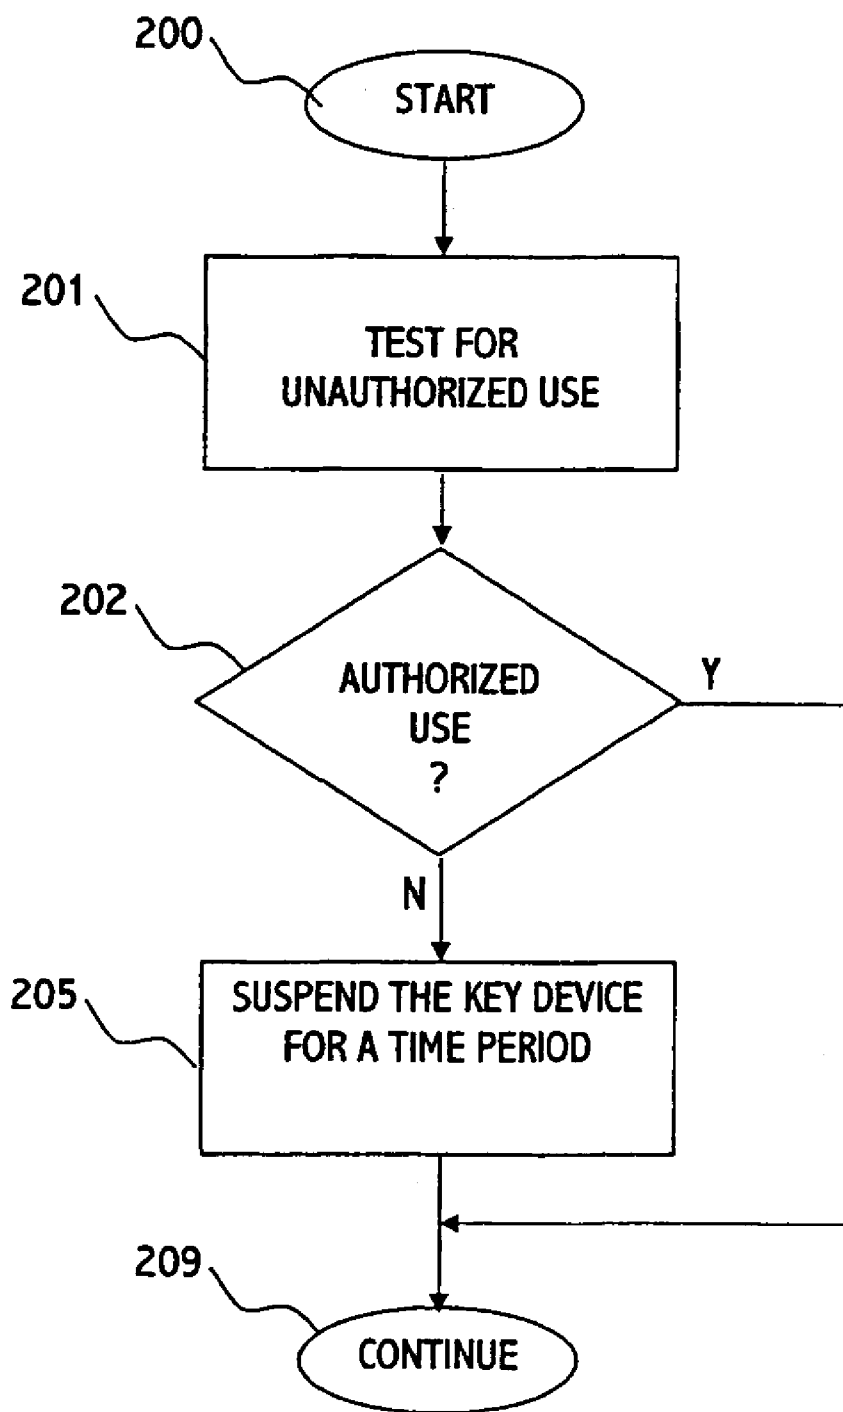 200
START
201
TEST FOR
UNAUTHORIZED USE
202
AUTHORIZED
USE
?
Y
N
205
SUSPEND THE KEY DEVICE
FOR A TIME PERIOD
209
CONTINUE